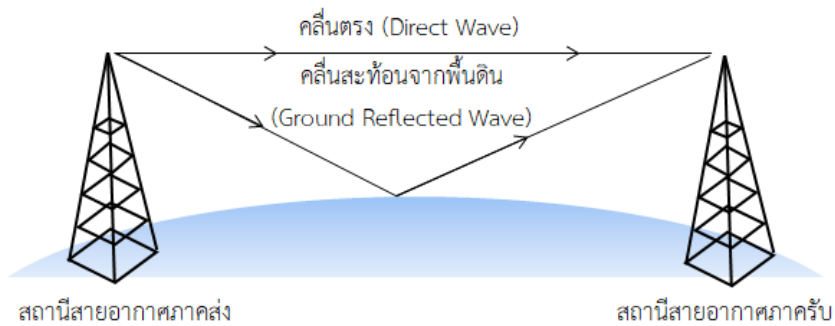 คลื่นตรง (Direct Wave)
คลื่นสะท้อนจากพื้นดิน
(Ground Reflected Wave)
สถานีสายอากาศภาคส่ง
สถานีสายอากาศภาครับ